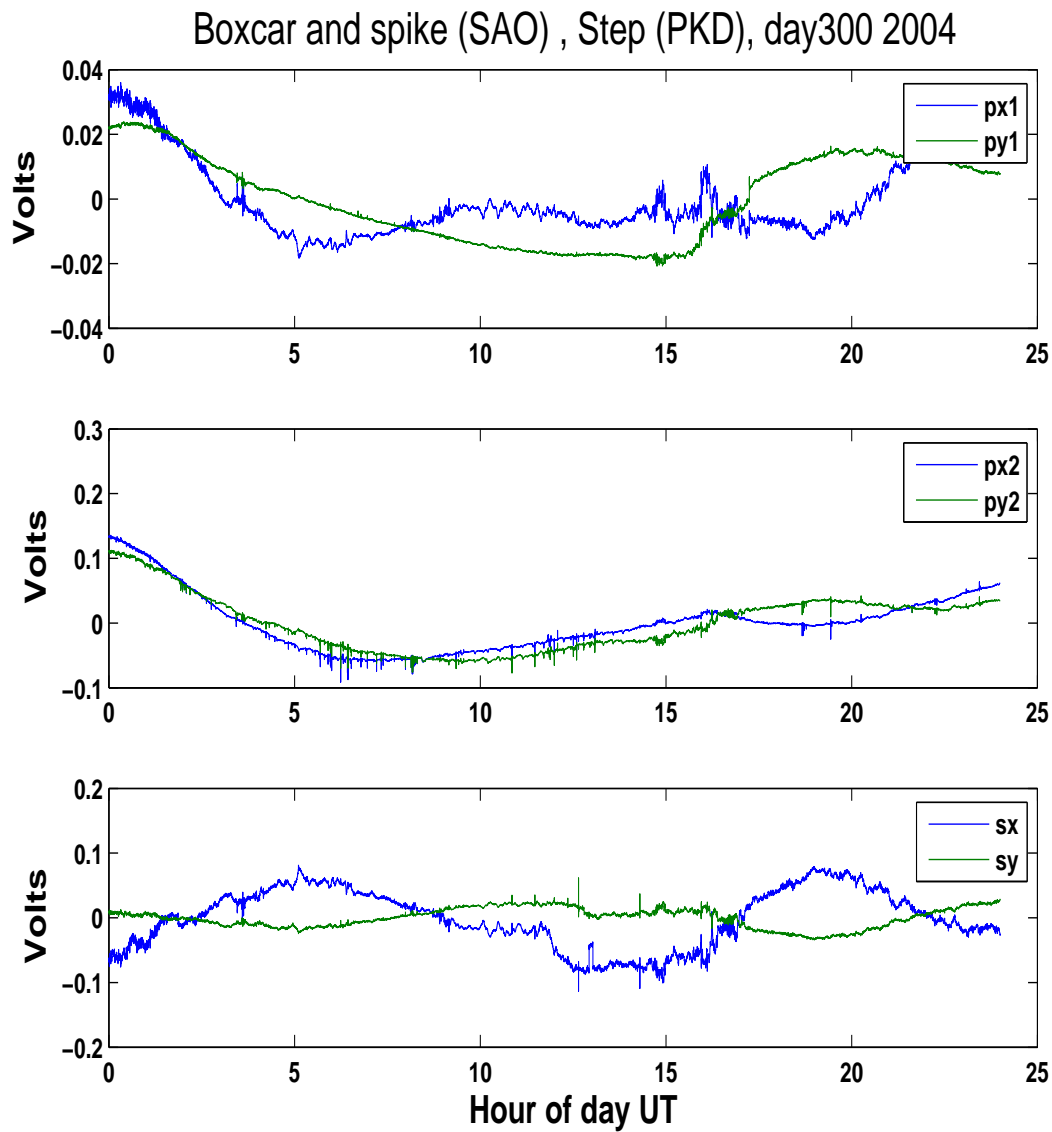 Boxcar and spike (SAO) , Step (PKD), day300 2004
0.04
0.02
0
−0.02
−0.04
Volts
px1
py1
0 5 10 15 20 25
0.3
0.2
0.1
0
−0.1
Volts
px2
py2
0 5 10 15 20 25
0.2
0.1
0
−0.1
−0.2
Volts
sx
sy
0 5 10 15 20 25
Hour of day UT